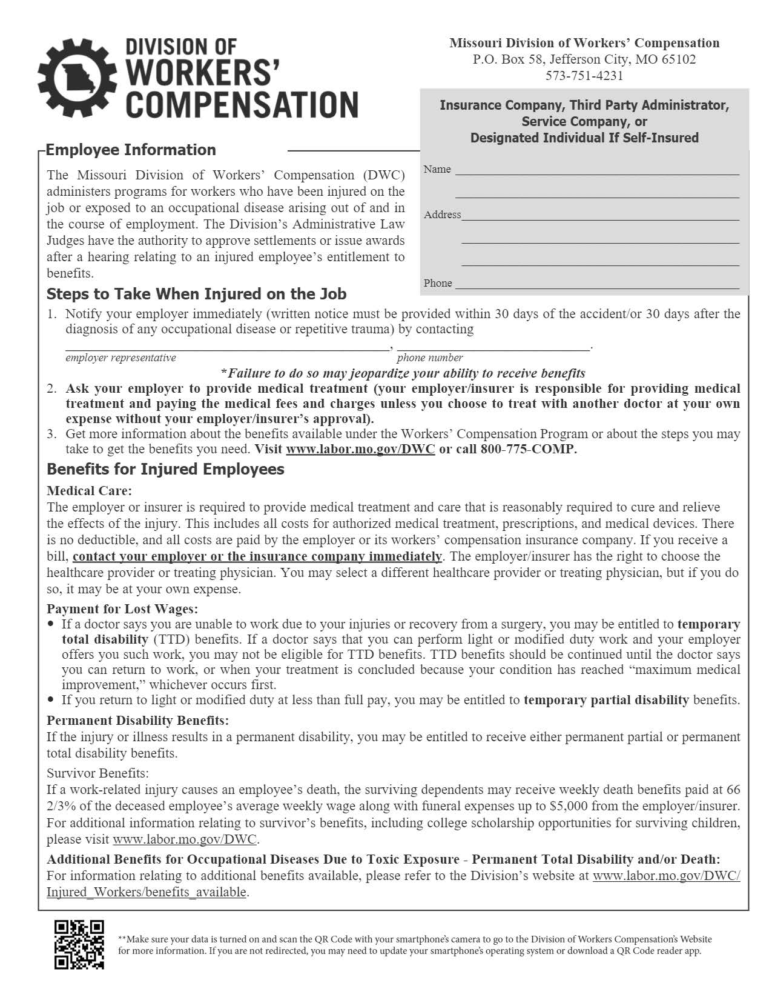 DIVISION OF
WORKERS’
COMPENSATION
Missouri Division of Workers’ Compensation
P.O. Box 58, Jefferson City, MO 65102
573-751-4231
Insurance Company, Third Party Administrator,
Service Company, or
Designated Individual If Self-Insured
Name
Address
Phone
Employee Information
The Missouri Division of Workers’ Compensation (DWC)
administers programs for workers who have been injured on the
job or exposed to an occupational disease arising out of and in
the course of employment. The Division’s Administrative Law
Judges have the authority to approve settlements or issue awards
after a hearing relating to an injured employee’s entitlement to
benefits.
Steps to Take When Injured on the Job
1. Notify your employer immediately (written notice must be provided within 30 days of the accident/or 30 days after the
diagnosis of any occupational disease or repetitive trauma) by contacting
, .
employer representative phone number
*Failure to do so may jeopardize your ability to receive benefits
2. Ask your employer to provide medical treatment (your employer/insurer is responsible for providing medical
treatment and paying the medical fees and charges unless you choose to treat with another doctor at your own
expense without your employer/insurer’s approval).
3. Get more information about the benefits available under the Workers’ Compensation Program or about the steps you may
take to get the benefits you need. Visit www.labor.mo.gov/DWC or call 800-775-COMP.
Benefits for Injured Employees
Medical Care:
The employer or insurer is required to provide medical treatment and care that is reasonably required to cure and relieve
the effects of the injury. This includes all costs for authorized medical treatment, prescriptions, and medical devices. There
is no deductible, and all costs are paid by the employer or its workers’ compensation insurance company. If you receive a
bill, contact your employer or the insurance company immediately. The employer/insurer has the right to choose the
healthcare provider or treating physician. You may select a different healthcare provider or treating physician, but if you do
so, it may be at your own expense.
Payment for Lost Wages:
• If a doctor says you are unable to work due to your injuries or recovery from a surgery, you may be entitled to temporary
total disability (TTD) benefits. If a doctor says that you can perform light or modified duty work and your employer
offers you such work, you may not be eligible for TTD benefits. TTD benefits should be continued until the doctor says
you can return to work, or when your treatment is concluded because your condition has reached “maximum medical
improvement,” whichever occurs first.
• If you return to light or modified duty at less than full pay, you may be entitled to temporary partial disability benefits.
Permanent Disability Benefits:
If the injury or illness results in a permanent disability, you may be entitled to receive either permanent partial or permanent
total disability benefits.
Survivor Benefits:
If a work-related injury causes an employee’s death, the surviving dependents may receive weekly death benefits paid at 66
2/3% of the deceased employee’s average weekly wage along with funeral expenses up to $5,000 from the employer/insurer.
For additional information relating to survivor’s benefits, including college scholarship opportunities for surviving children,
please visit www.labor.mo.gov/DWC.
Additional Benefits for Occupational Diseases Due to Toxic Exposure - Permanent Total Disability and/or Death:
For information relating to additional benefits available, please refer to the Division’s website at www.labor.mo.gov/DWC/
Injured_Workers/benefits_available.
**Make sure your data is turned on and scan the QR Code with your smartphone’s camera to go to the Division of Workers Compensation’s Website
for more information. If you are not redirected, you may need to update your smartphone’s operating system or download a QR Code reader app.